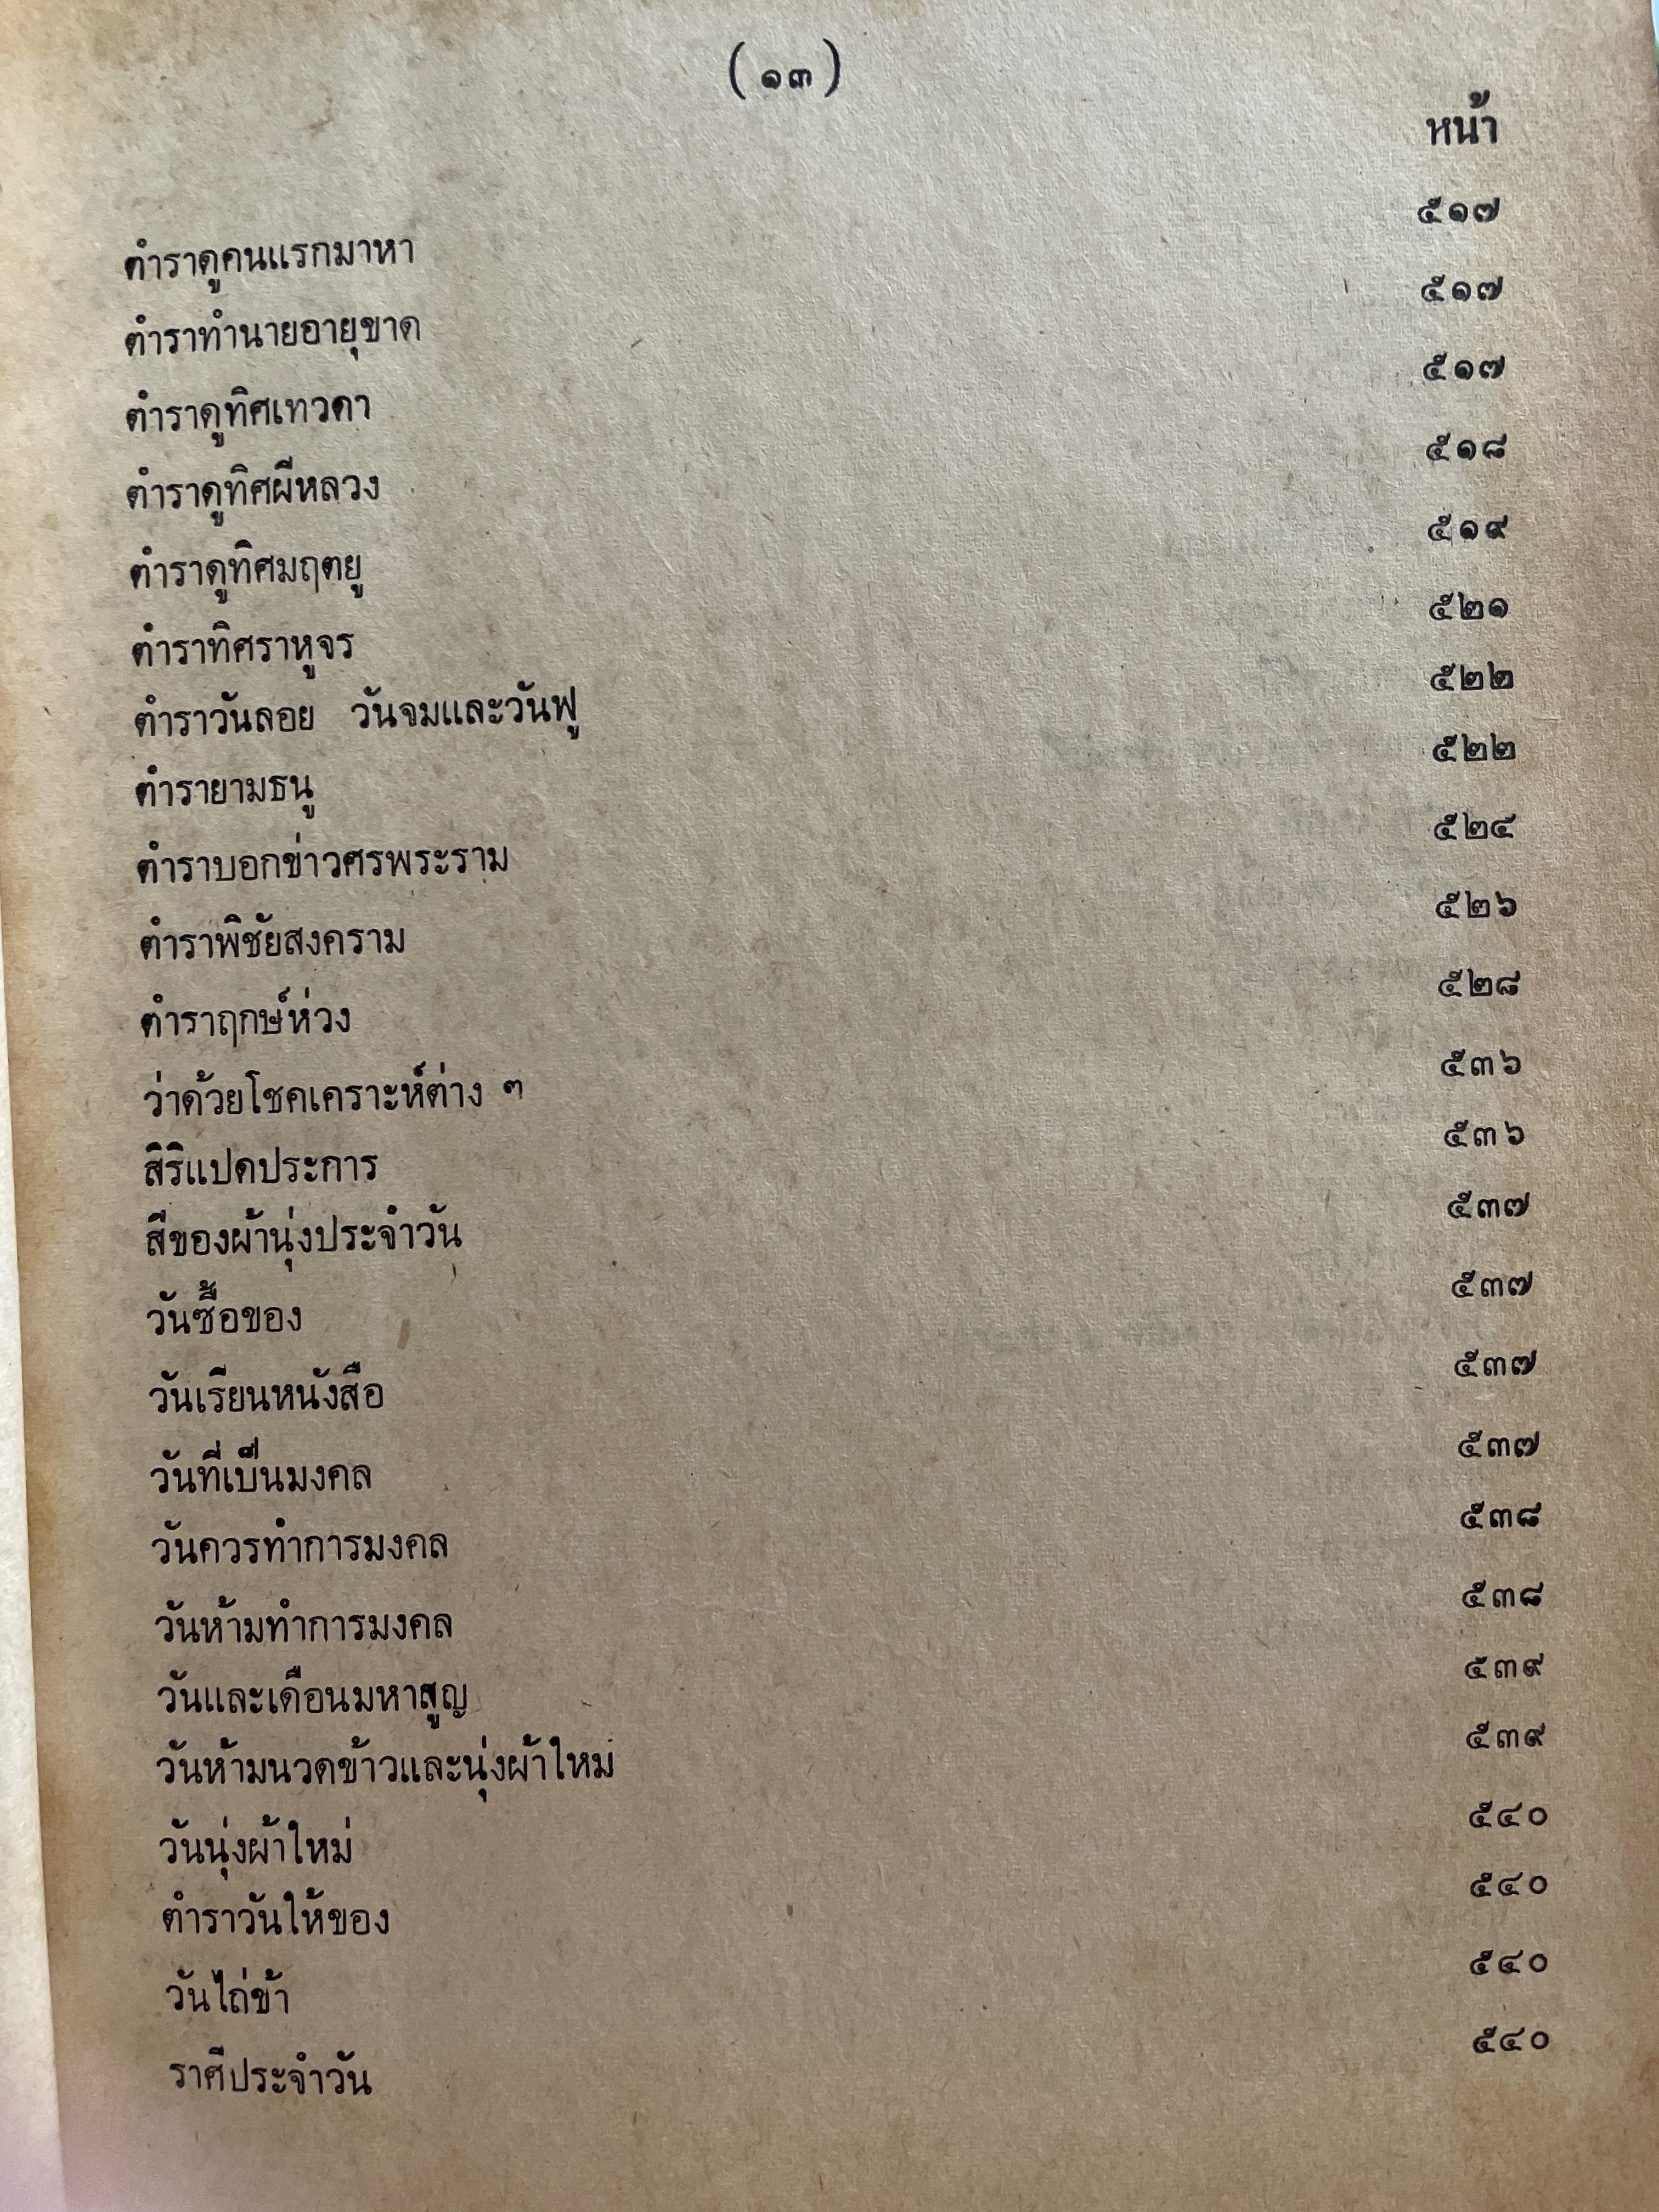 (๑๓)
หน้า
ตำราดูคนแรกมาหา ๕๑๗
ตำราทำนายอายุขาด ๕๑๗
ตำราดูทิศเทวดา ๕๑๗
ตำราดูทิศผีหลวง ๕๑๘
ตำราดูทิศมฤตยู ๕๑๙
ตำราทิศราหูจร ๕๒๑
ตำราวันลอย วันจมและวันฟู ๕๒๒
ตำรายามธนู ๕๒๒
ตำราบอกข่าวศรพระราม ๕๒๔
ตำราพิชัยสงคราม ๕๒๖
ตำราฤกษ์ห่วง ๕๒๘
ว่าด้วยโชคเคราะห์ต่าง ๆ ๕๓๖
สิริแปดประการ ๕๓๖
สีของผ้านุ่งประจำวัน ๕๓๗
วันซื้อของ ๕๓๗
วันเรียนหนังสือ ๕๓๗
วันที่เป็นมงคล ๕๓๗
วันควรทำการมงคล ๕๓๘
วันห้ามทำการมงคล ๕๓๘
วันและเดือนมหาสูญ ๕๓๙
วันห้ามนวดข้าวและนุ่งผ้าใหม่ ๕๓๙
วันนุ่งผ้าใหม่ ๕๔๐
ตำราวันให้ของ ๕๔๐
วันไถ่ข้า ๕๔๐
ราศีประจำวัน ๕๔๐